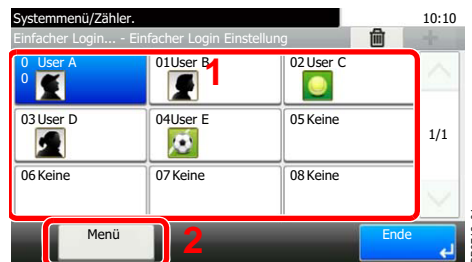 Systemmenü/Zähler. 10:10
Einfacher Login... - Einfacher Login Einstellung
0 User A 01 User B 02 User C
0
1
03 User D 04 User E 05 Keine
1/1
06 Keine 07 Keine 08 Keine
Menü 2 Ende